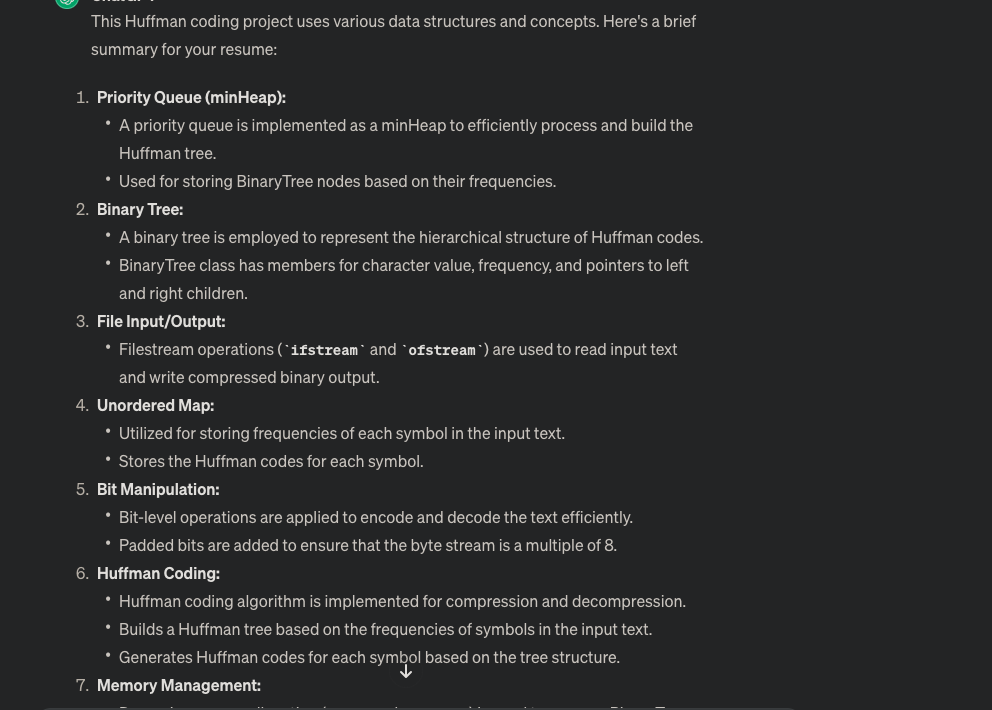 This Huffman coding project uses various data structures and concepts. Here's a brief
summary for your resume:
1. Priority Queue (minHeap):
• A priority queue is implemented as a minHeap to efficiently process and build the
Huffman tree.
• Used for storing BinaryTree nodes based on their frequencies.
2. Binary Tree:
• A binary tree is employed to represent the hierarchical structure of Huffman codes.
• BinaryTree class has members for character value, frequency, and pointers to left
and right children.
3. File Input/Output:
• Filestream operations (`ifstream` and `ofstream`) are used to read input text
and write compressed binary output.
4. Unordered Map:
• Utilized for storing frequencies of each symbol in the input text.
• Stores the Huffman codes for each symbol.
5. Bit Manipulation:
• Bit-level operations are applied to encode and decode the text efficiently.
• Padded bits are added to ensure that the byte stream is a multiple of 8.
6. Huffman Coding:
• Huffman coding algorithm is implemented for compression and decompression.
• Builds a Huffman tree based on the frequencies of symbols in the input text.
• Generates Huffman codes for each symbol based on the tree structure.
7. Memory Management: